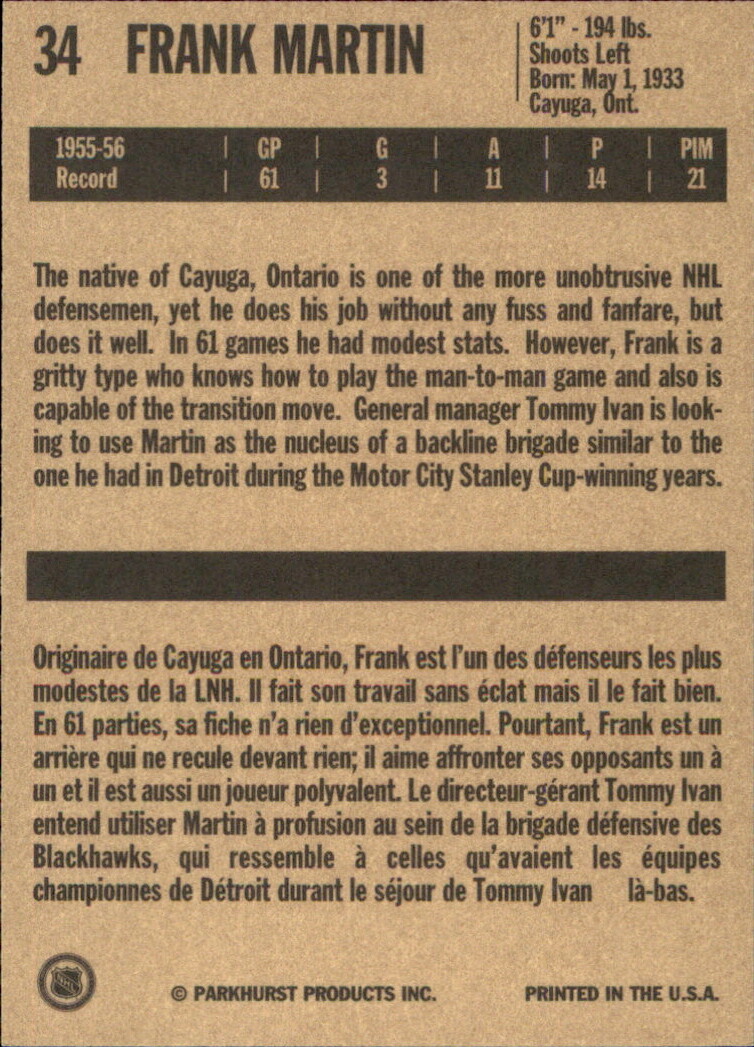 34 FRANK MARTIN
6'1" - 194 lbs.
Shoots Left
Born: May 1, 1933
Cayuga, Ont.
1955-56 | GP | G | A | P | PIM
Record | 61 | 3 | 11 | 14 | 21
The native of Cayuga, Ontario is one of the more unobtrusive NHL
defensemen, yet he does his job without any fuss and fanfare, but
does it well. In 61 games he had modest stats. However, Frank is a
gritty type who knows how to play the man-to-man game and also is
capable of the transition move. General manager Tommy Ivan is look-
ing to use Martin as the nucleus of a backline brigade similar to the
one he had in Detroit during the Motor City Stanley Cup-winning years.
Originaire de Cayuga en Ontario, Frank est l'un des défenseurs les plus
modestes de la LNH. Il fait son travail sans éclat mais il le fait bien.
En 61 parties, sa fiche n'a rien d'exceptionnel. Pourtant, Frank est un
arrière qui ne recule devant rien; il aime affronter ses opposants un à
un et il est aussi un joueur polyvalent. Le directeur-gérant Tommy Ivan
entend utiliser Martin à profusion au sein de la brigade défensive des
Blackhawks, qui ressemble à celles qu'avaient les équipes
championnes de Détroit durant le séjour de Tommy Ivan là-bas.
NHL
© PARKHURST PRODUCTS INC.
PRINTED IN THE U.S.A.